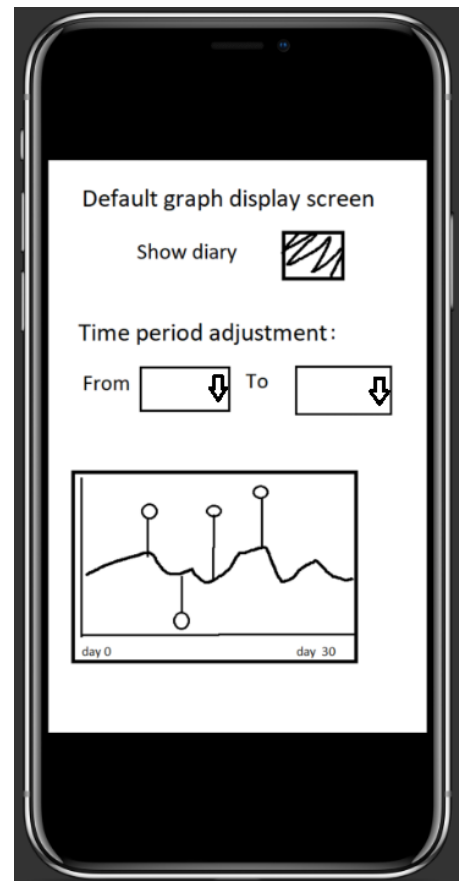 Default graph display screen
Show diary
Time period adjustment:
From To
day 0 day 30